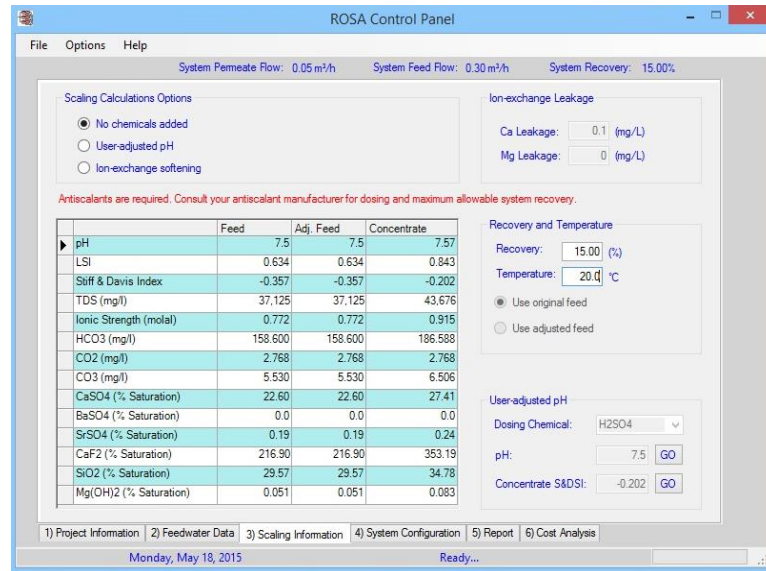 ROSA Control Panel
File Options Help
System Permeate Flow: 0.05 m³/h System Feed Flow: 0.30 m³/h System Recovery: 15.00%
Scaling Calculations Options
No chemicals added
User-adjusted pH
Ion-exchange softening
Ion-exchange Leakage
Ca Leakage: 0.1 (mg/L)
Mg Leakage: 0 (mg/L)
Antiscalants are required. Consult your antiscalant manufacturer for dosing and maximum allowable system recovery.
Feed Adj. Feed Concentrate
pH 7.5 7.5 7.57
LSI 0.634 0.634 0.843
Stiff & Davis Index -0.357 -0.357 -0.202
TDS (mg/l) 37,125 37,125 43,676
Ionic Strength (molal) 0.772 0.772 0.915
HCO3 (mg/l) 158.600 158.600 186.588
CO2 (mg/l) 2.768 2.768 2.768
CO3 (mg/l) 5.530 5.530 6.506
CaSO4 (% Saturation) 22.60 22.60 27.41
BaSO4 (% Saturation) 0.0 0.0 0.0
SrSO4 (% Saturation) 0.19 0.19 0.24
CaF2 (% Saturation) 216.90 216.90 353.19
SiO2 (% Saturation) 29.57 29.57 34.78
Mg(OH)2 (% Saturation) 0.051 0.051 0.083
Recovery and Temperature
Recovery: 15.00 (%)
Temperature: 20.0 °C
Use original feed
Use adjusted feed
User-adjusted pH
Dosing Chemical: H2SO4
pH: 7.5 GO
Concentrate S&DSI: -0.202 GO
1) Project Information 2) Feedwater Data 3) Scaling Information 4) System Configuration 5) Report 6) Cost Analysis
Monday, May 18, 2015 Ready...